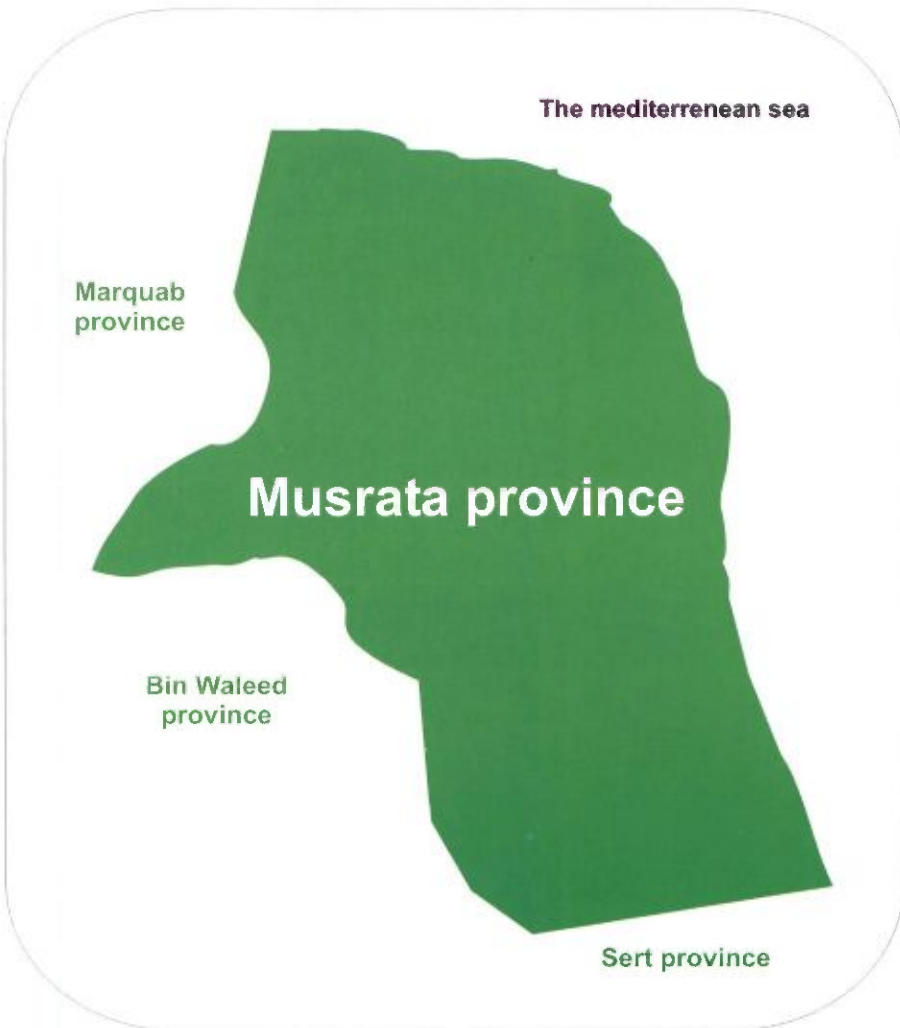 The mediterrenean sea
Marquab
province
Musrata province
Bin Waleed
province
Sert province